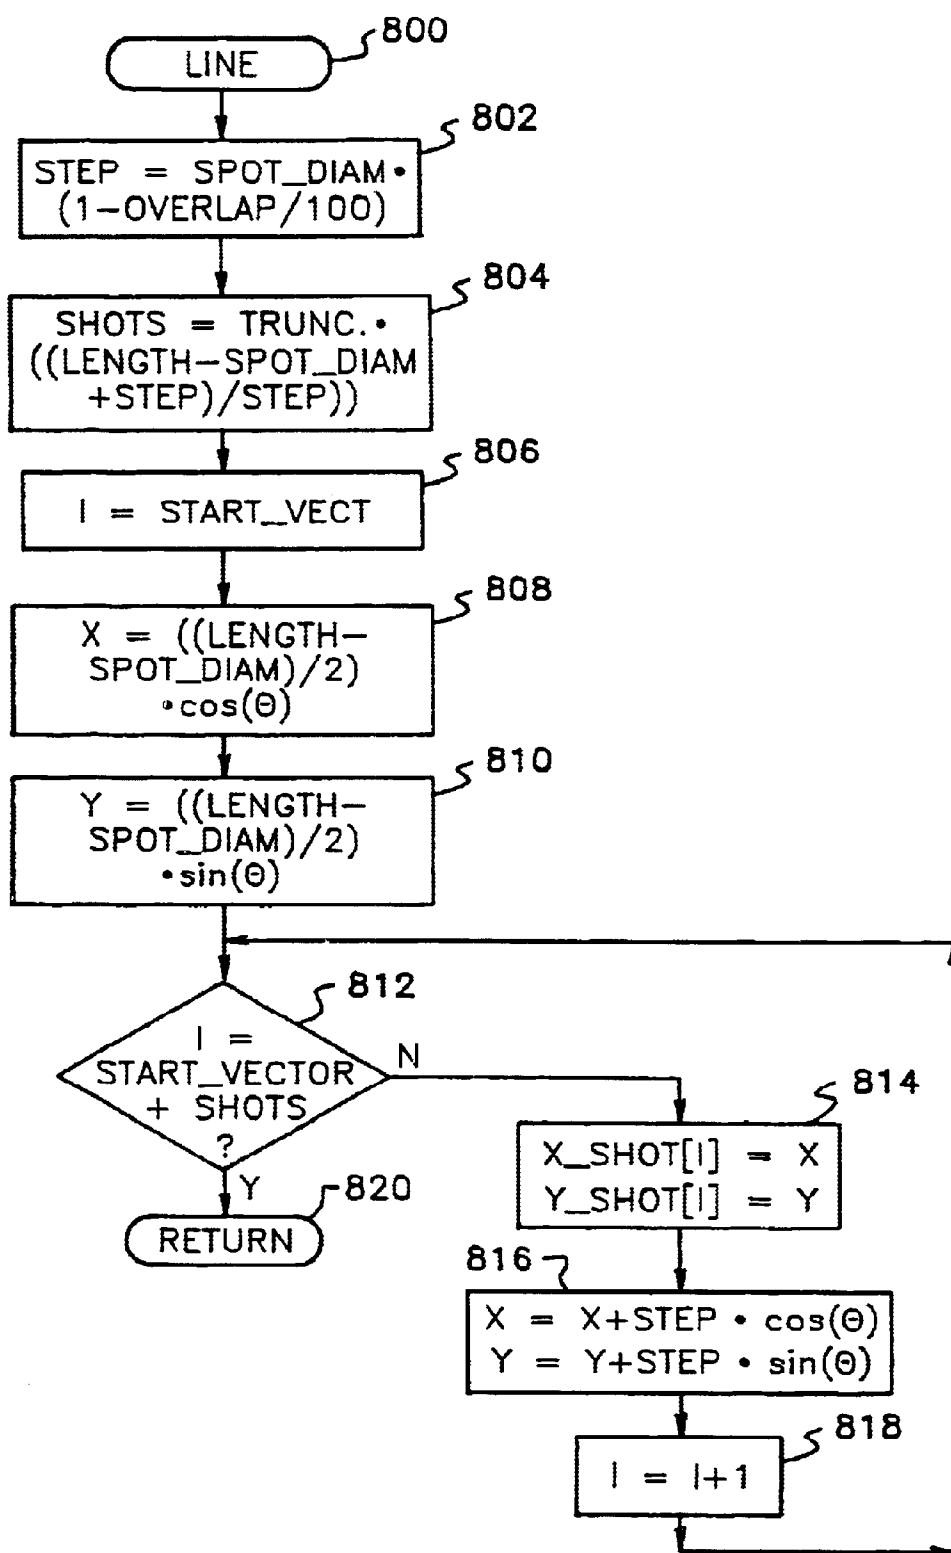 800
LINE
802
STEP = SPOT_DIAM•
(1-OVERLAP/100)
804
SHOTS = TRUNC.•
((LENGTH-SPOT_DIAM
+STEP)/STEP))
806
I = START_VECT
808
X = ((LENGTH-
SPOT_DIAM)/2)
•cos(Θ)
810
Y = ((LENGTH-
SPOT_DIAM)/2)
•sin(Θ)
812
I =
START_VECTOR
+ SHOTS
?
N
Y
814
X_SHOT[I] = X
Y_SHOT[I] = Y
820
RETURN
816
X = X+STEP • cos(Θ)
Y = Y+STEP • sin(Θ)
818
I = I+1